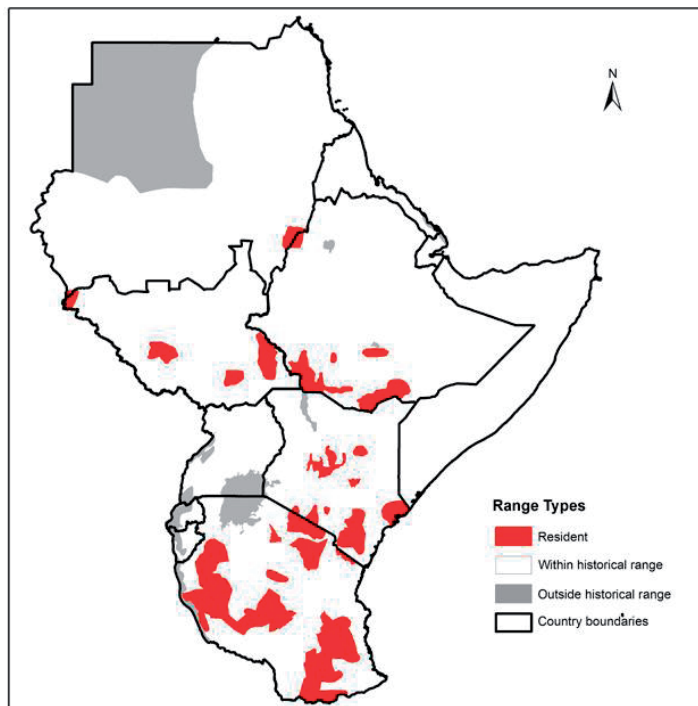 N
Range Types
Resident
Within historical range
Outside historical range
Country boundaries